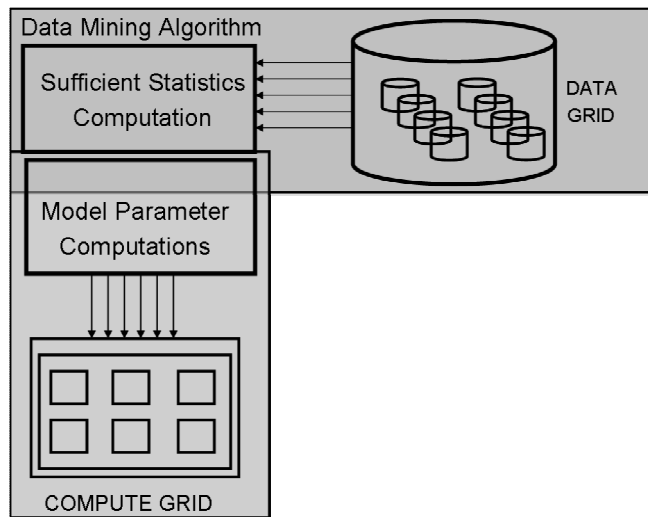 Data Mining Algorithm
Sufficient Statistics
Computation
DATA
GRID
Model Parameter
Computations
COMPUTE GRID